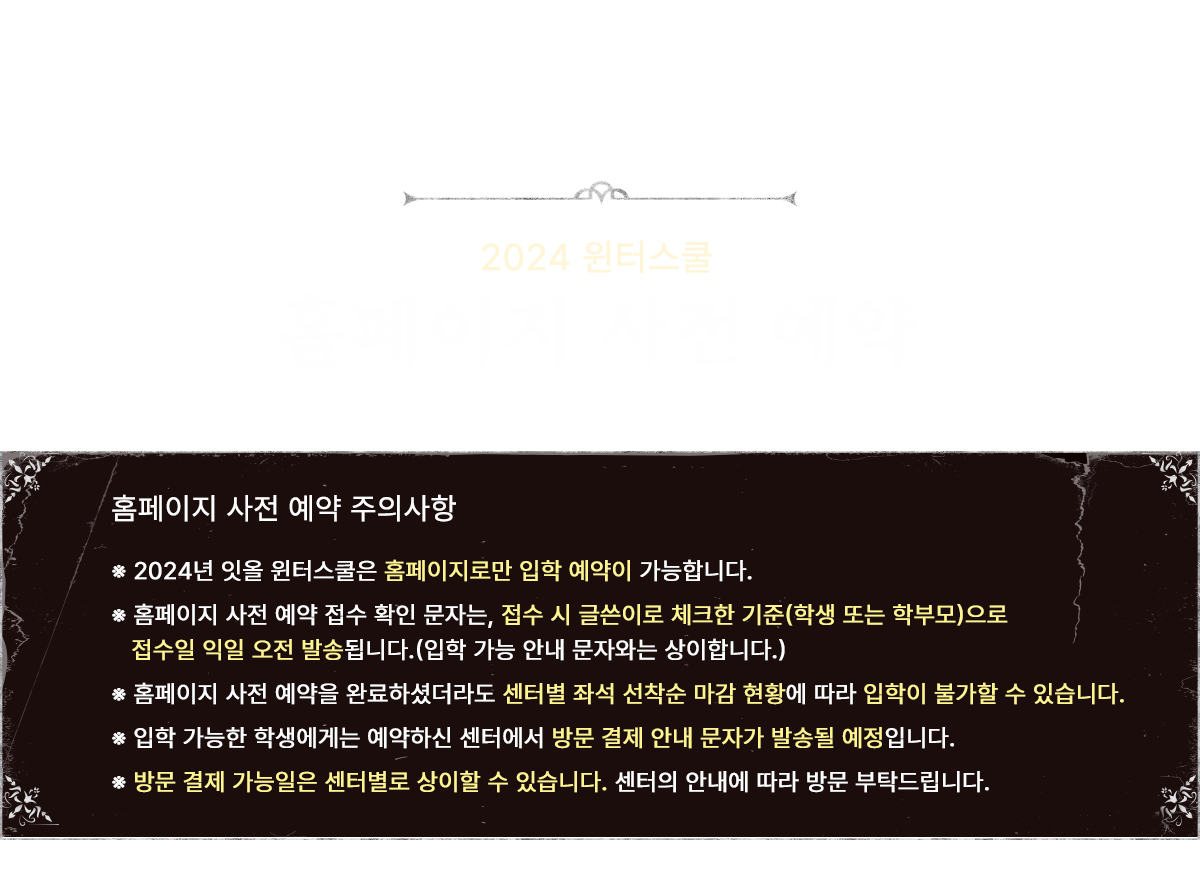 2024 윈터스쿨
홈페이지 사전 예약
홈페이지 사전 예약 주의사항
※ 2024년 잇올 윈터스쿨은 홈페이지로만 입학 예약이 가능합니다.
※ 홈페이지 사전 예약 접수 확인 문자는, 접수 시 글쓴이로 체크한 기준(학생 또는 학부모)으로
접수일 익일 오전 발송됩니다.(입학 가능 안내 문자와는 상이합니다.)
※ 홈페이지 사전 예약을 완료하셨더라도 센터별 좌석 선착순 마감 현황에 따라 입학이 불가할 수 있습니다.
※ 입학 가능한 학생에게는 예약하신 센터에서 방문 결제 안내 문자가 발송될 예정입니다.
※ 방문 결제 가능일은 센터별로 상이할 수 있습니다. 센터의 안내에 따라 방문 부탁드립니다.